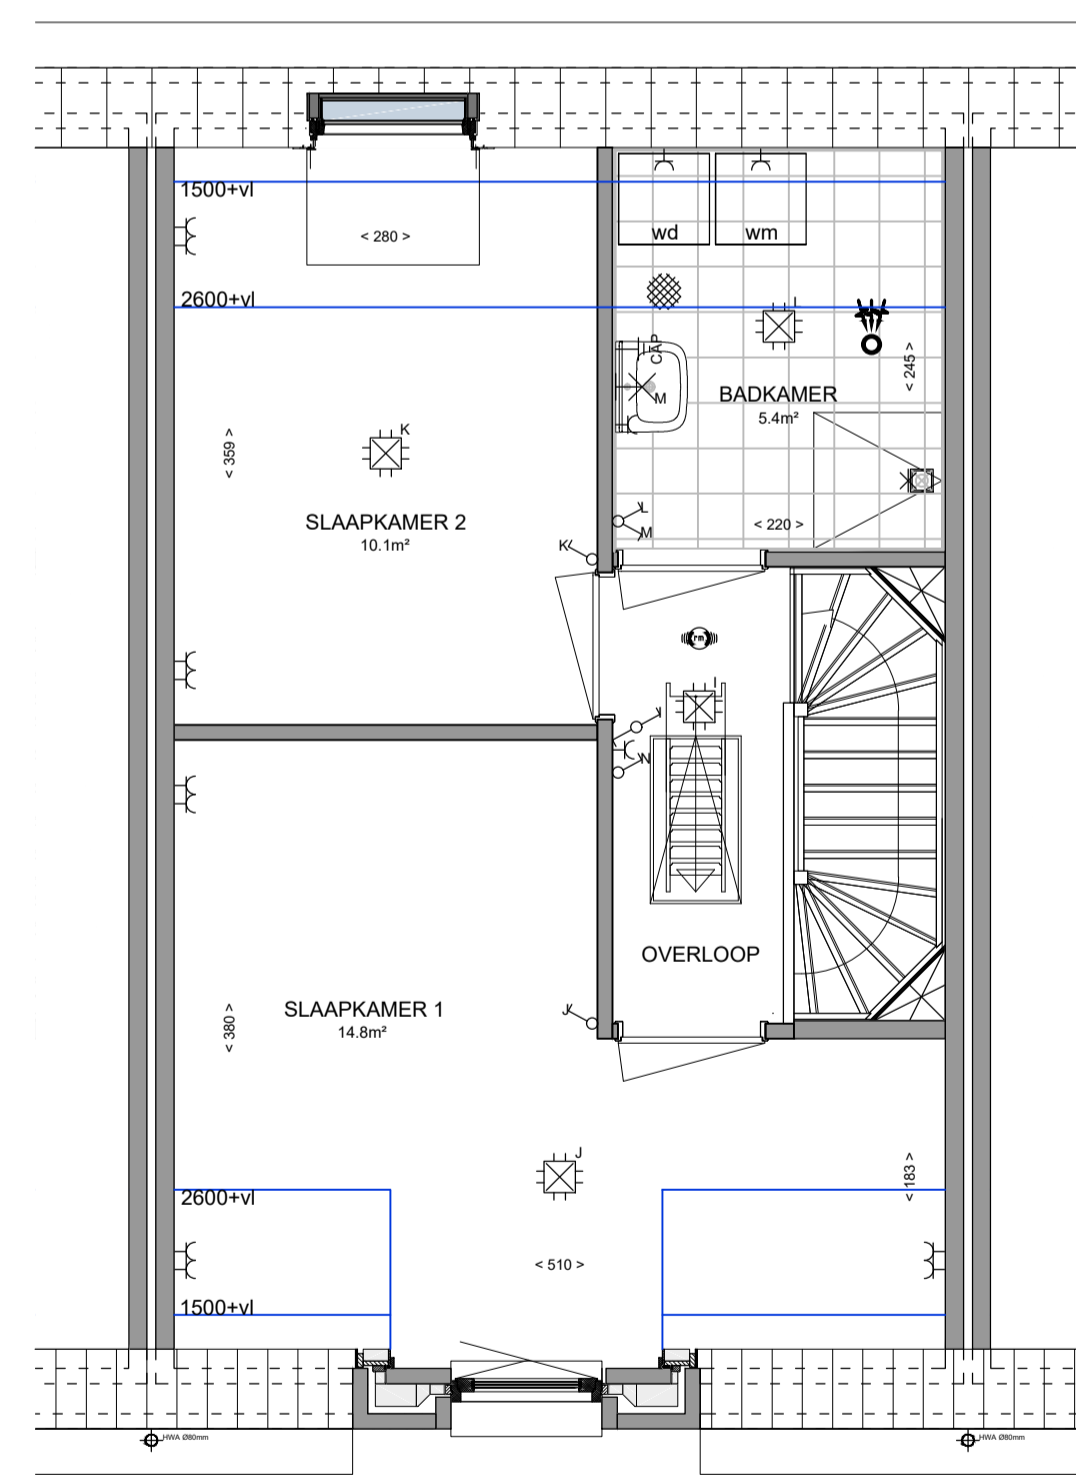 1500+vl
< 280 >
wd
wm
2600+vl
L
CAP
M
< 245 >
BADKAMER
5.4m²
K
< 359 >
SLAAPKAMER 2
10.1m²
L
M
< 220 >
K
rm
I
N
OVERLOOP
SLAAPKAMER 1
14.8m²
< 380 >
J
J
< 183 >
2600+vl
< 510 >
1500+vl
HWA Ø80mm
HWA Ø80mm